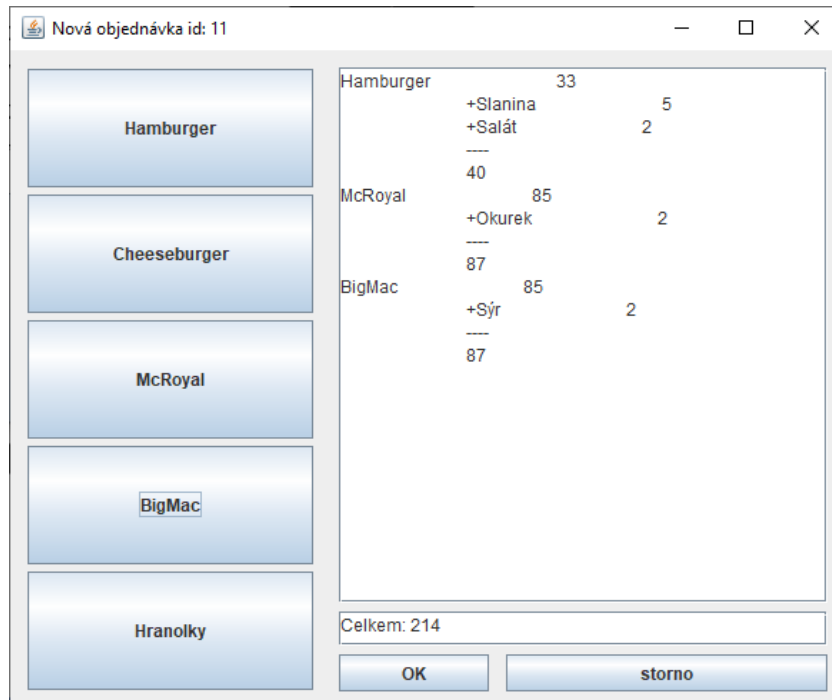 Nová objednávka id: 11
Hamburger
Cheeseburger
McRoyal
BigMac
Hranolky
Hamburger 33
+Slanina 5
+Salát 2
----
40
McRoyal 85
+Okurek 2
----
87
BigMac 85
+Sýr 2
----
87
Celkem: 214
OK storno